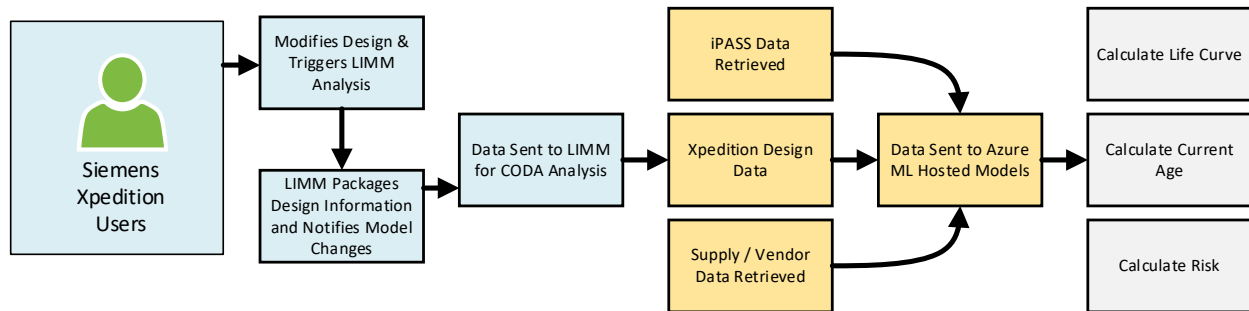 Siemens
Xpedition
Users
Modifies Design &
Triggers LIMM
Analysis
LIMM Packages
Design Information
and Notifies Model
Changes
Data Sent to LIMM
for CODA Analysis
iPASS Data
Retrieved
Xpedition Design
Data
Supply / Vendor
Data Retrieved
Data Sent to Azure
ML Hosted Models
Calculate Life Curve
Calculate Current
Age
Calculate Risk